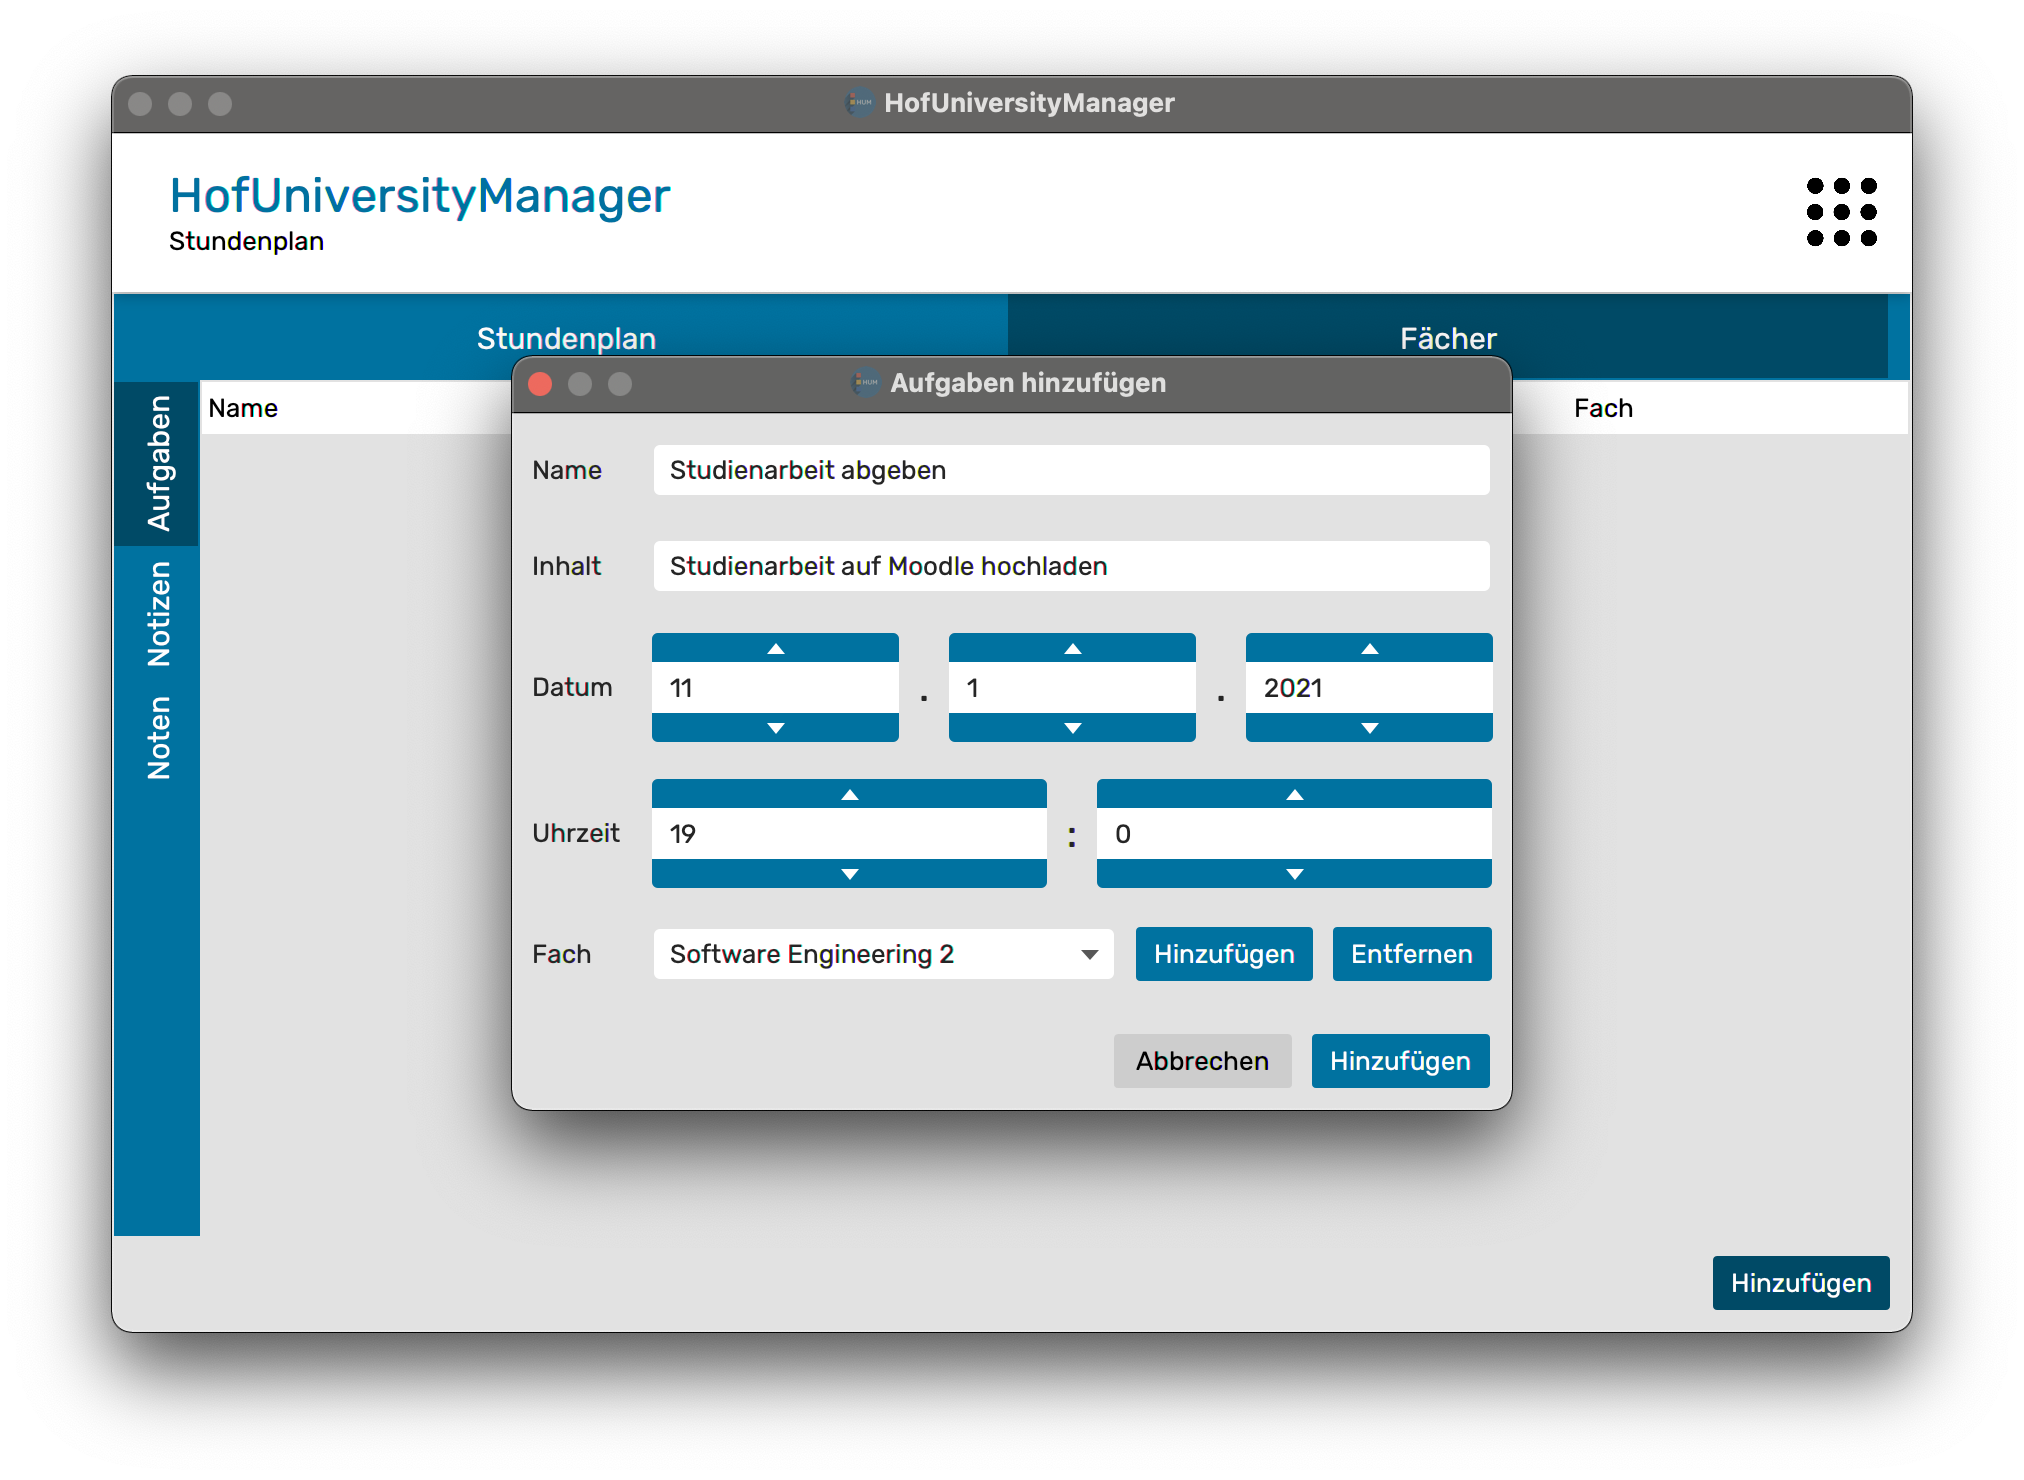 HofUniversityManager
HofUniversityManager
Stundenplan
Stundenplan
Fächer
Aufgaben
Notizen
Noten
Name
Fach
Aufgaben hinzufügen
Name
Studienarbeit abgeben
Inhalt
Studienarbeit auf Moodle hochladen
Datum
11 . 1 . 2021
Uhrzeit
19 : 0
Fach
Software Engineering 2
Hinzufügen
Entfernen
Abbrechen
Hinzufügen
Hinzufügen